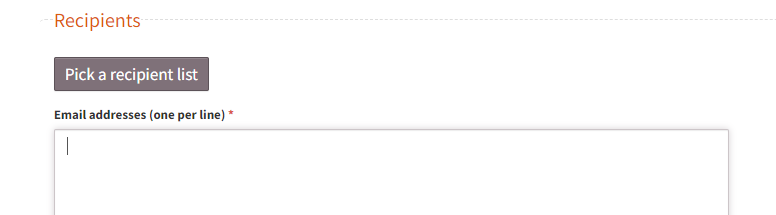 Recipients
Pick a recipient list
Email addresses (one per line) *